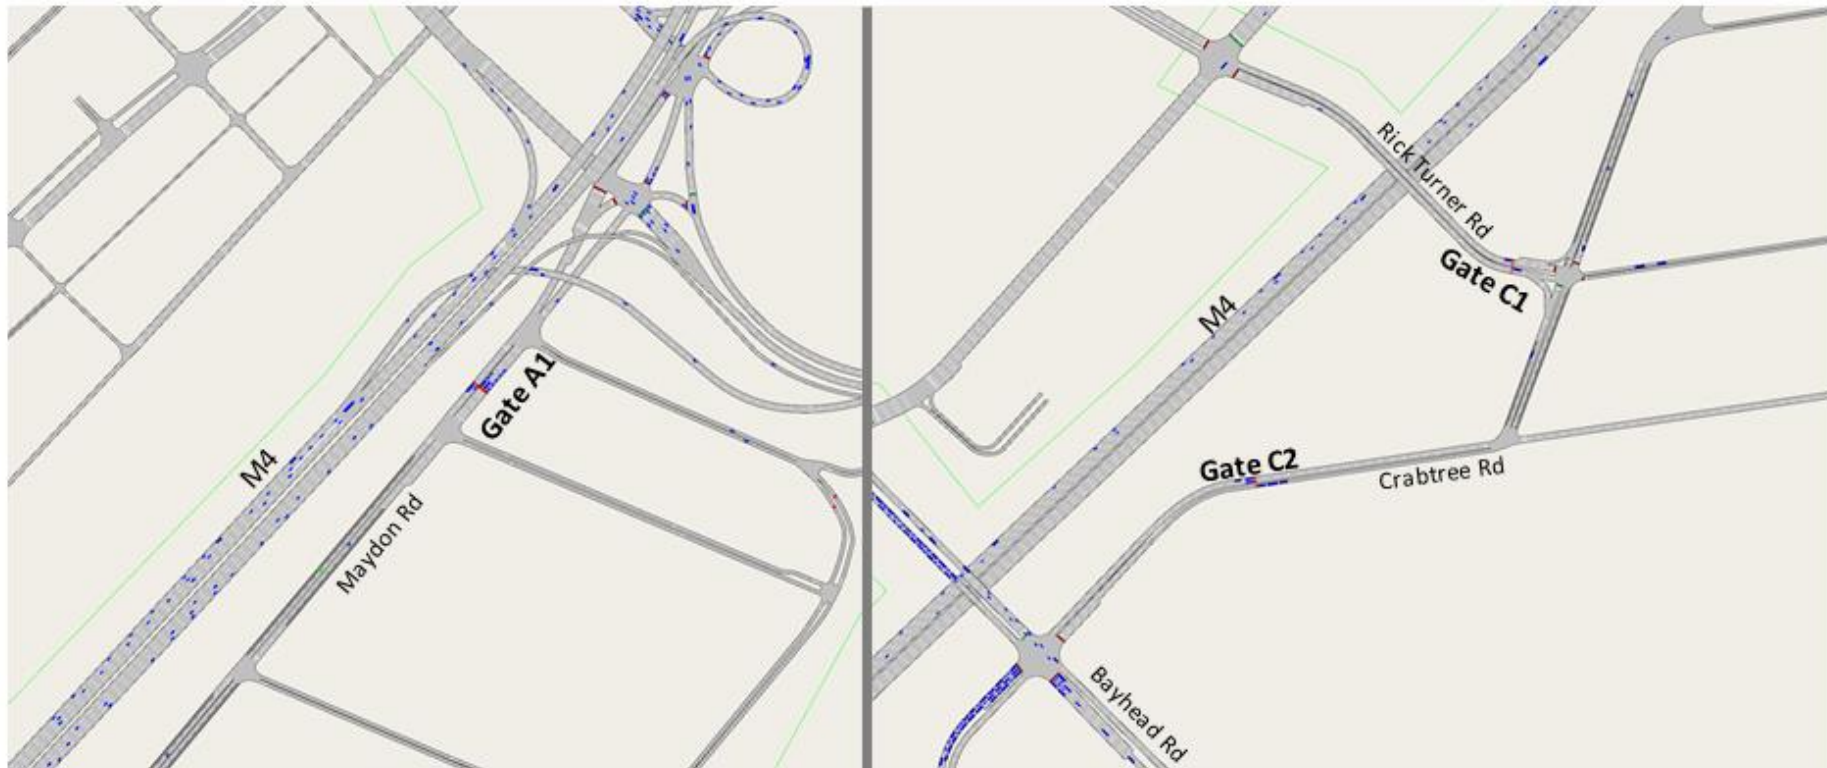 M4
Gate A1
Maydon Rd
Rick Turner Rd
M4
Gate C1
Gate C2
Crabtree Rd
Bayhead Rd